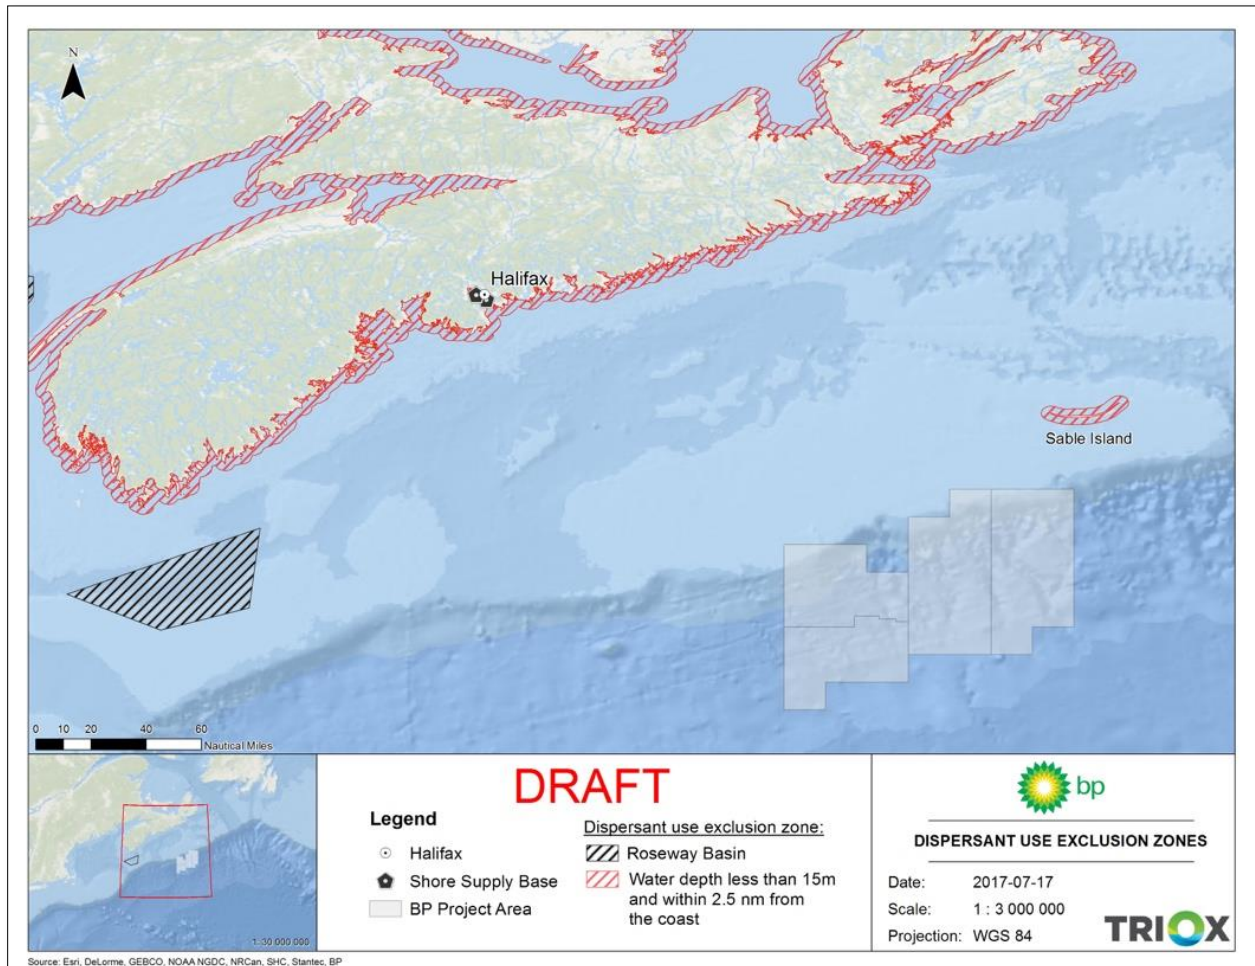 N
Halifax
Sable Island
0 10 20 40 60
Nautical Miles
1: 30 000 000
DRAFT
Legend
Halifax
Shore Supply Base
BP Project Area
Dispersant use exclusion zone:
Roseway Basin
Water depth less than 15m
and within 2.5 nm from
the coast
bp
DISPERSANT USE EXCLUSION ZONES
Date: 2017-07-17
Scale: 1 : 3 000 000
Projection: WGS 84
TRIOX
Source: Esri, DeLorme, GEBCO, NOAA NGDC, NRCan, SHC, Stantec, BP